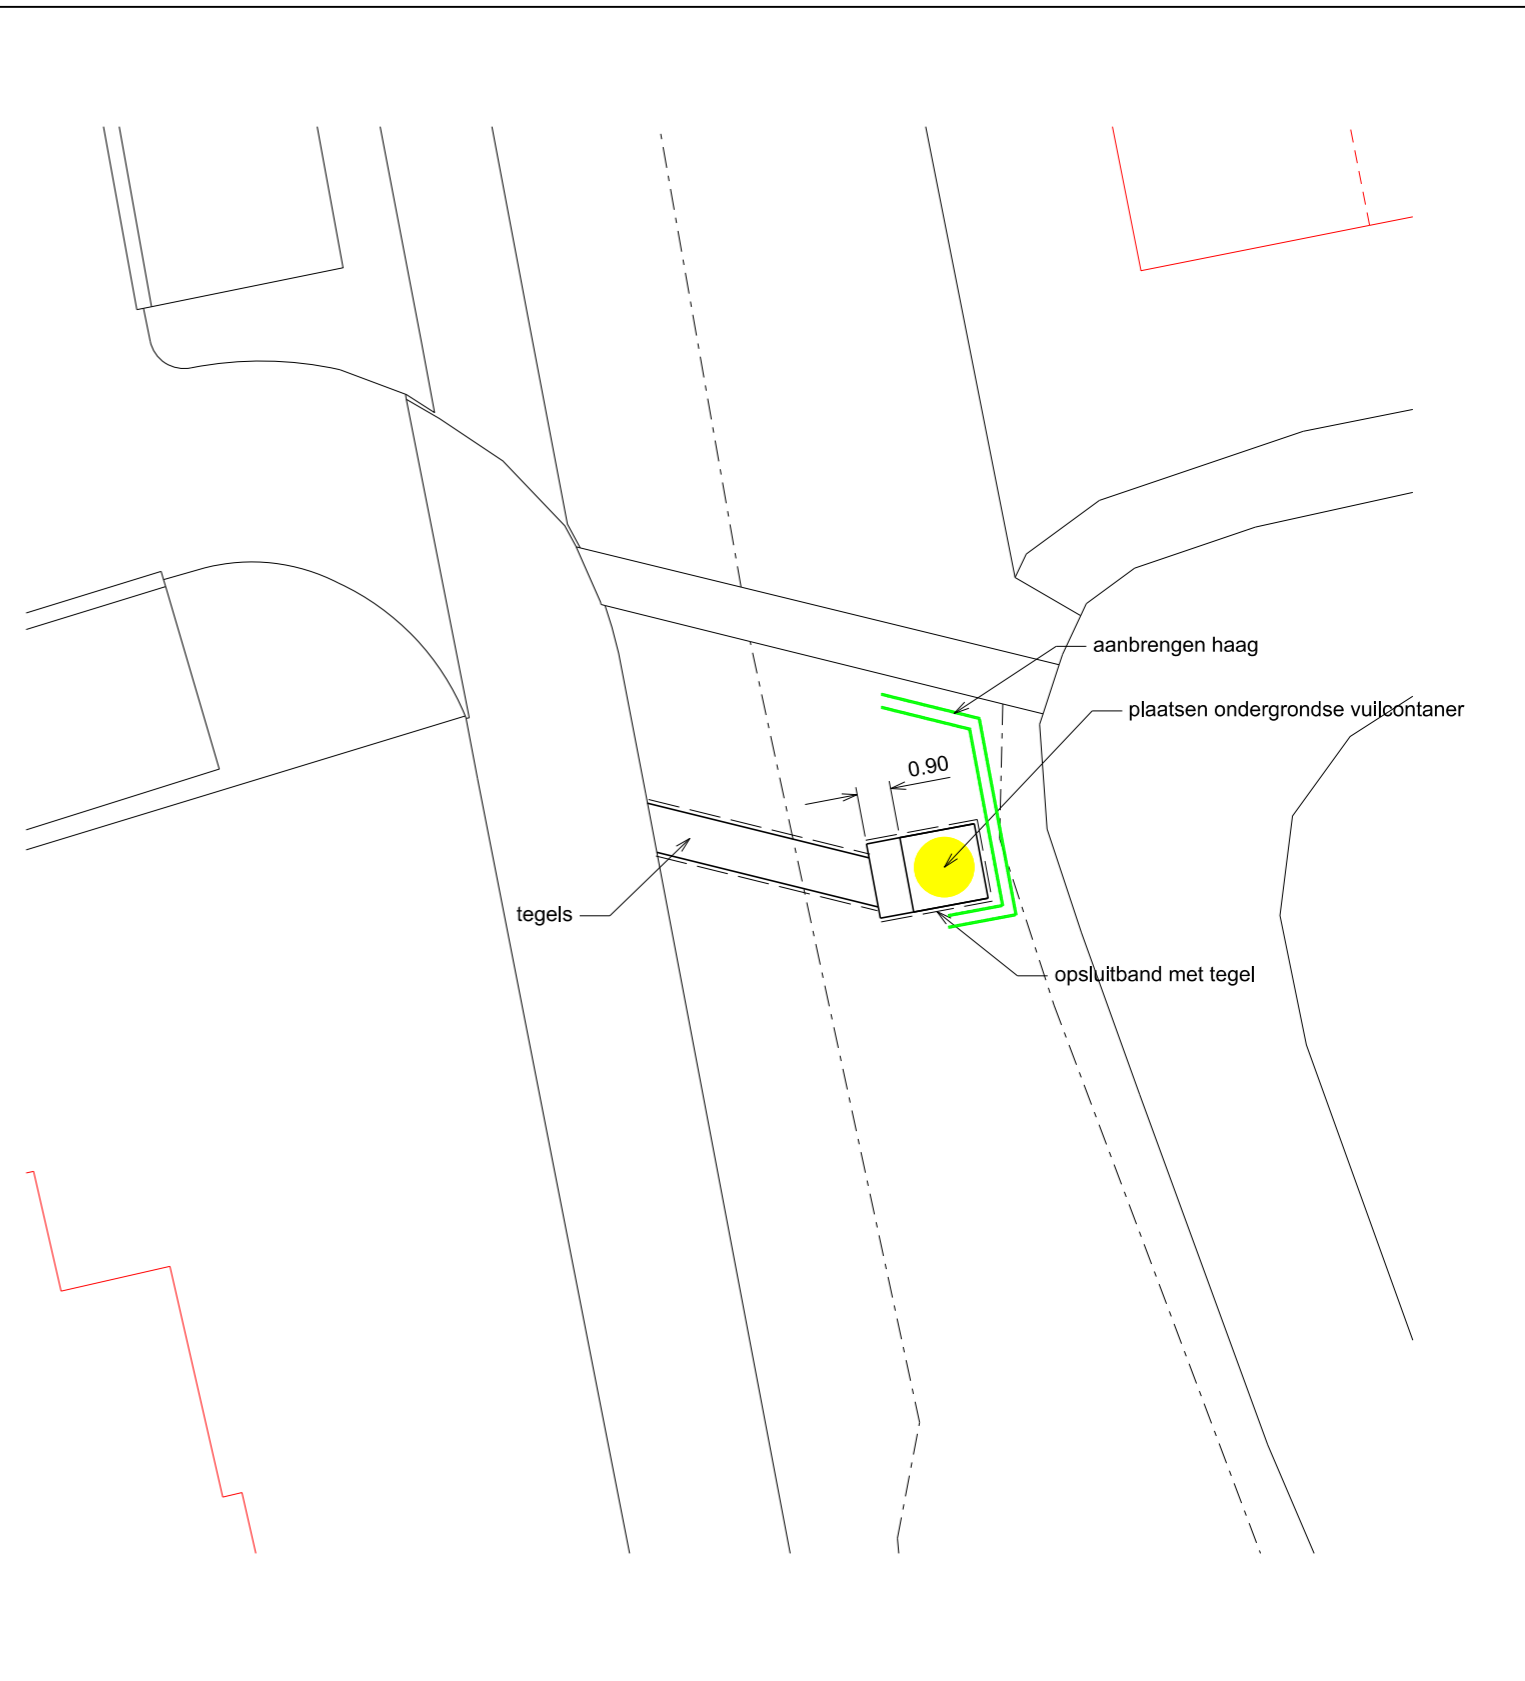 aanbrengen haag
plaatsen ondergrondse vuilcontaner
0.90
tegels
opsluitband met tegel